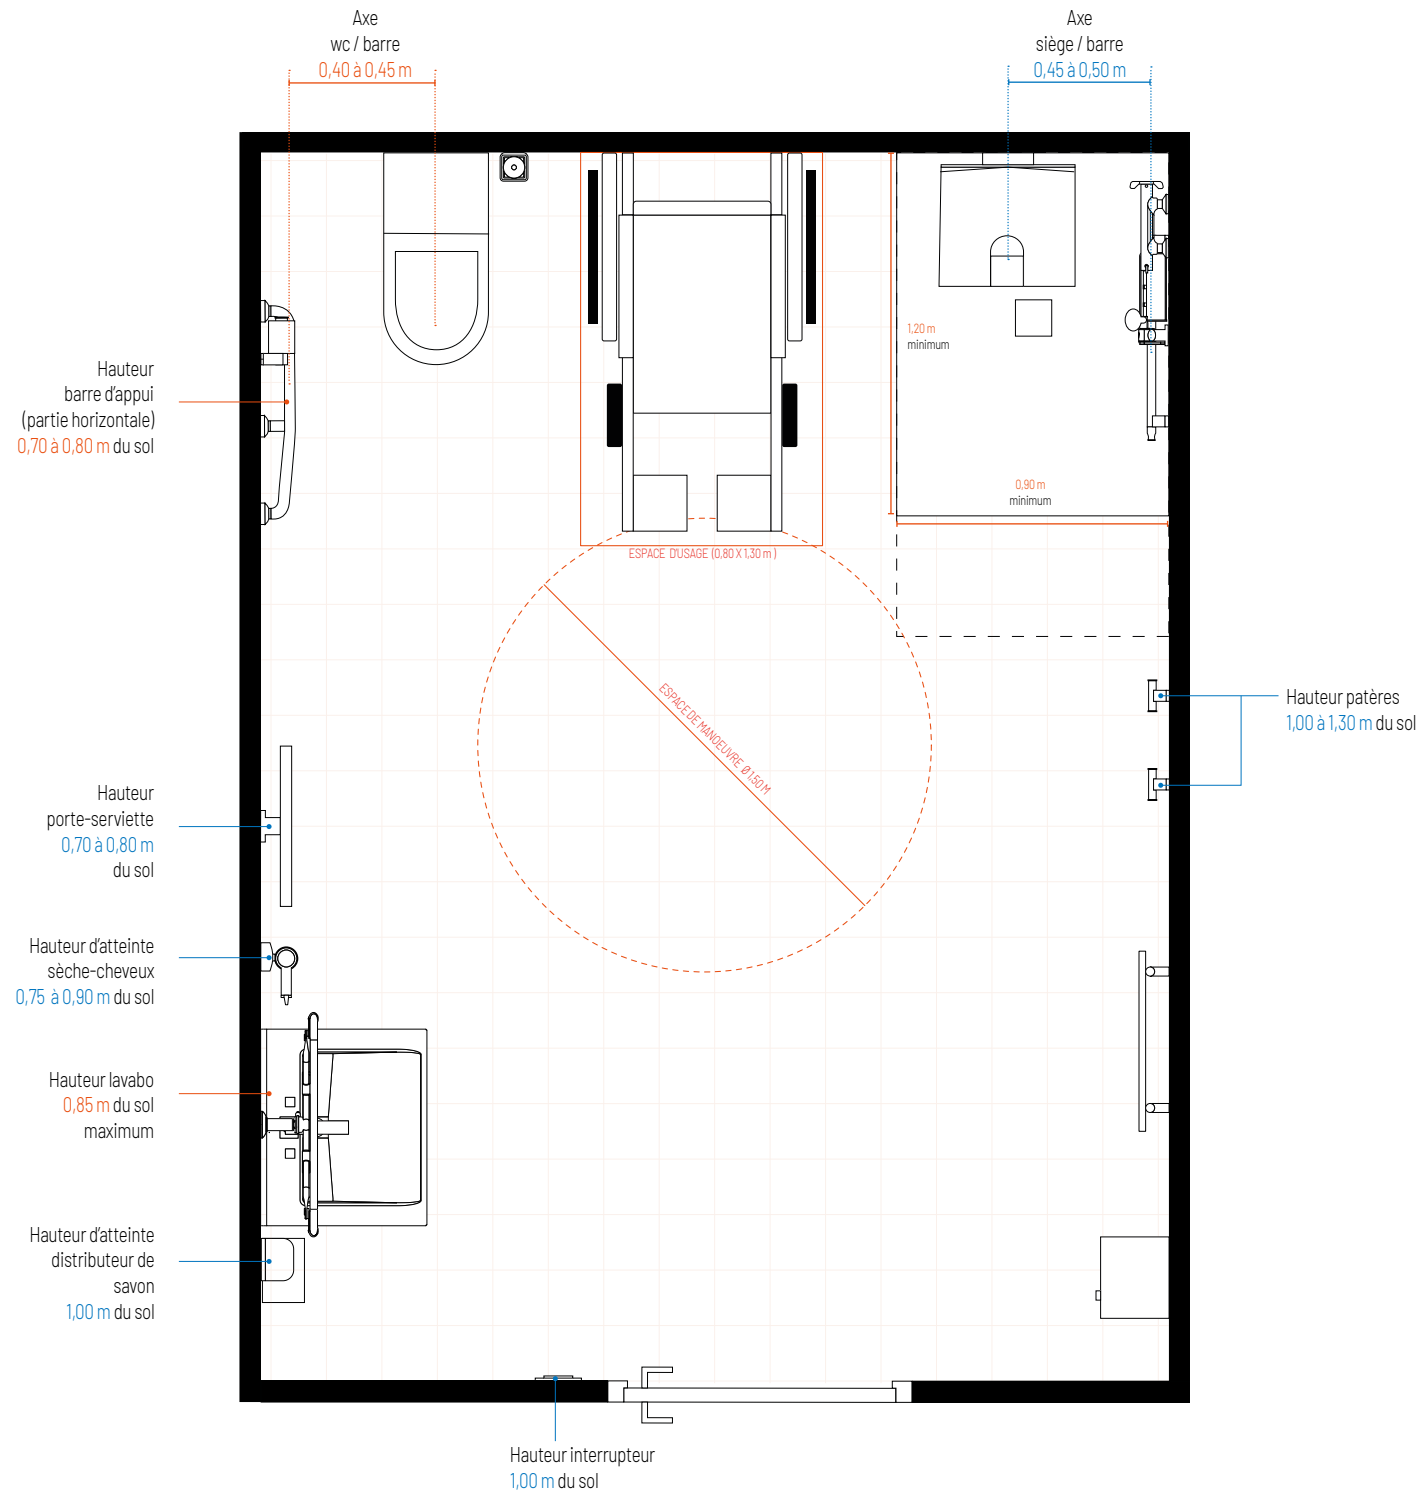 Axe
wc / barre
0,40 à 0,45 m
Axe
siège / barre
0,45 à 0,50 m
1,20 m
minimum
0,90 m
minimum
Hauteur
barre d'appui
(partie horizontale)
0,70 à 0,80 m du sol
ESPACE D'USAGE (0,80 X 1,30 m )
ESPACE DE MANOEUVRE Ø 1,50 M
Hauteur patères
1,00 à 1,30 m du sol
Hauteur
porte-serviette
0,70 à 0,80 m
du sol
Hauteur d'atteinte
sèche-cheveux
0,75 à 0,90 m du sol
Hauteur lavabo
0,85 m du sol
maximum
Hauteur d'atteinte
distributeur de
savon
1,00 m du sol
Hauteur interrupteur
1,00 m du sol